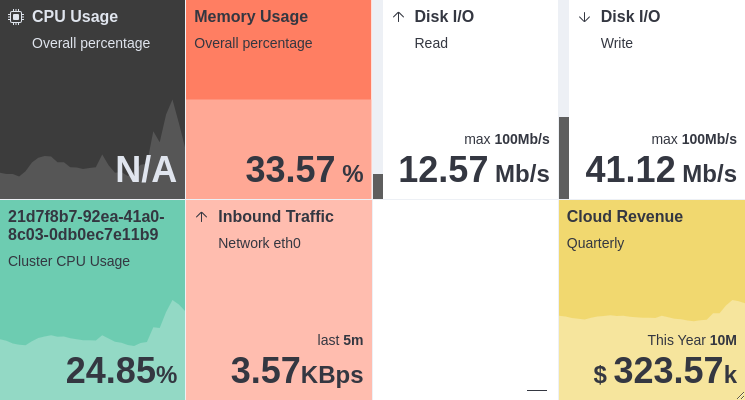 CPU Usage
Overall percentage
N/A
Memory Usage
Overall percentage
33.57 %
Disk I/O
Read
max 100Mb/s
12.57 Mb/s
Disk I/O
Write
max 100Mb/s
41.12 Mb/s
21d7f8b7-92ea-41a0-
8c03-0db0ec7e11b9
Cluster CPU Usage
24.85%
Inbound Traffic
Network eth0
last 5m
3.57KBps
—
Cloud Revenue
Quarterly
This Year 10M
$ 323.57k